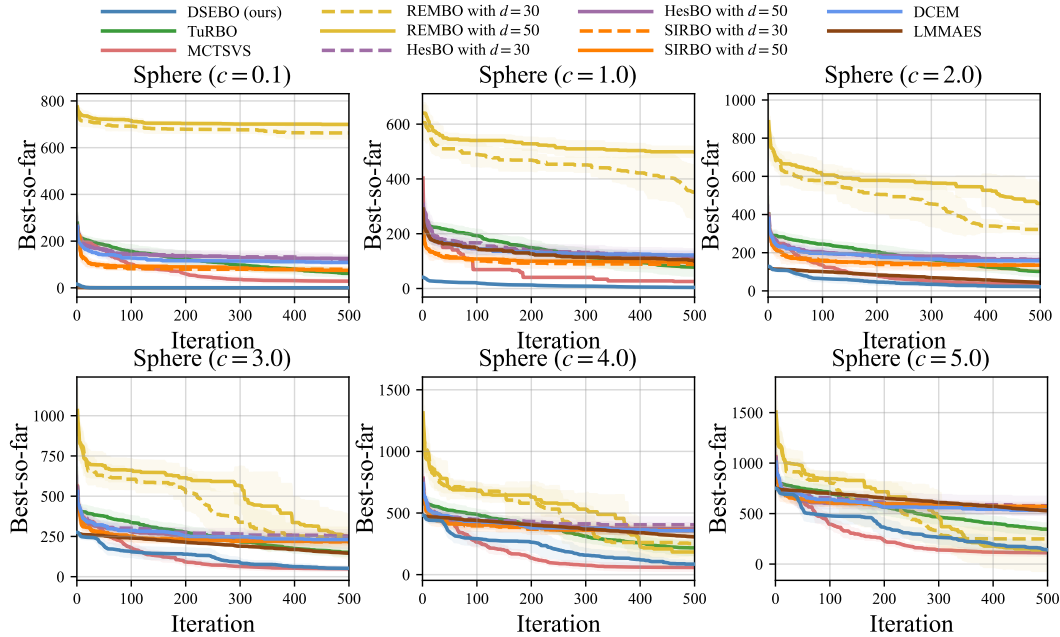 DSEBO (ours)
TuRBO
MCTSVS
REMBO with d = 30
REMBO with d = 50
HesBO with d = 30
HesBO with d = 50
SIRBO with d = 30
SIRBO with d = 50
DCEM
LMMAES
Sphere (c = 0.1)
Best-so-far
800
600
400
200
0
0 100 200 300 400 500
Iteration
Sphere (c = 1.0)
Best-so-far
600
400
200
0
0 100 200 300 400 500
Iteration
Sphere (c = 2.0)
Best-so-far
1000
800
600
400
200
0
0 100 200 300 400 500
Iteration
Sphere (c = 3.0)
Best-so-far
1000
750
500
250
0
0 100 200 300 400 500
Iteration
Sphere (c = 4.0)
Best-so-far
1500
1000
500
0
0 100 200 300 400 500
Iteration
Sphere (c = 5.0)
Best-so-far
1500
1000
500
0
0 100 200 300 400 500
Iteration